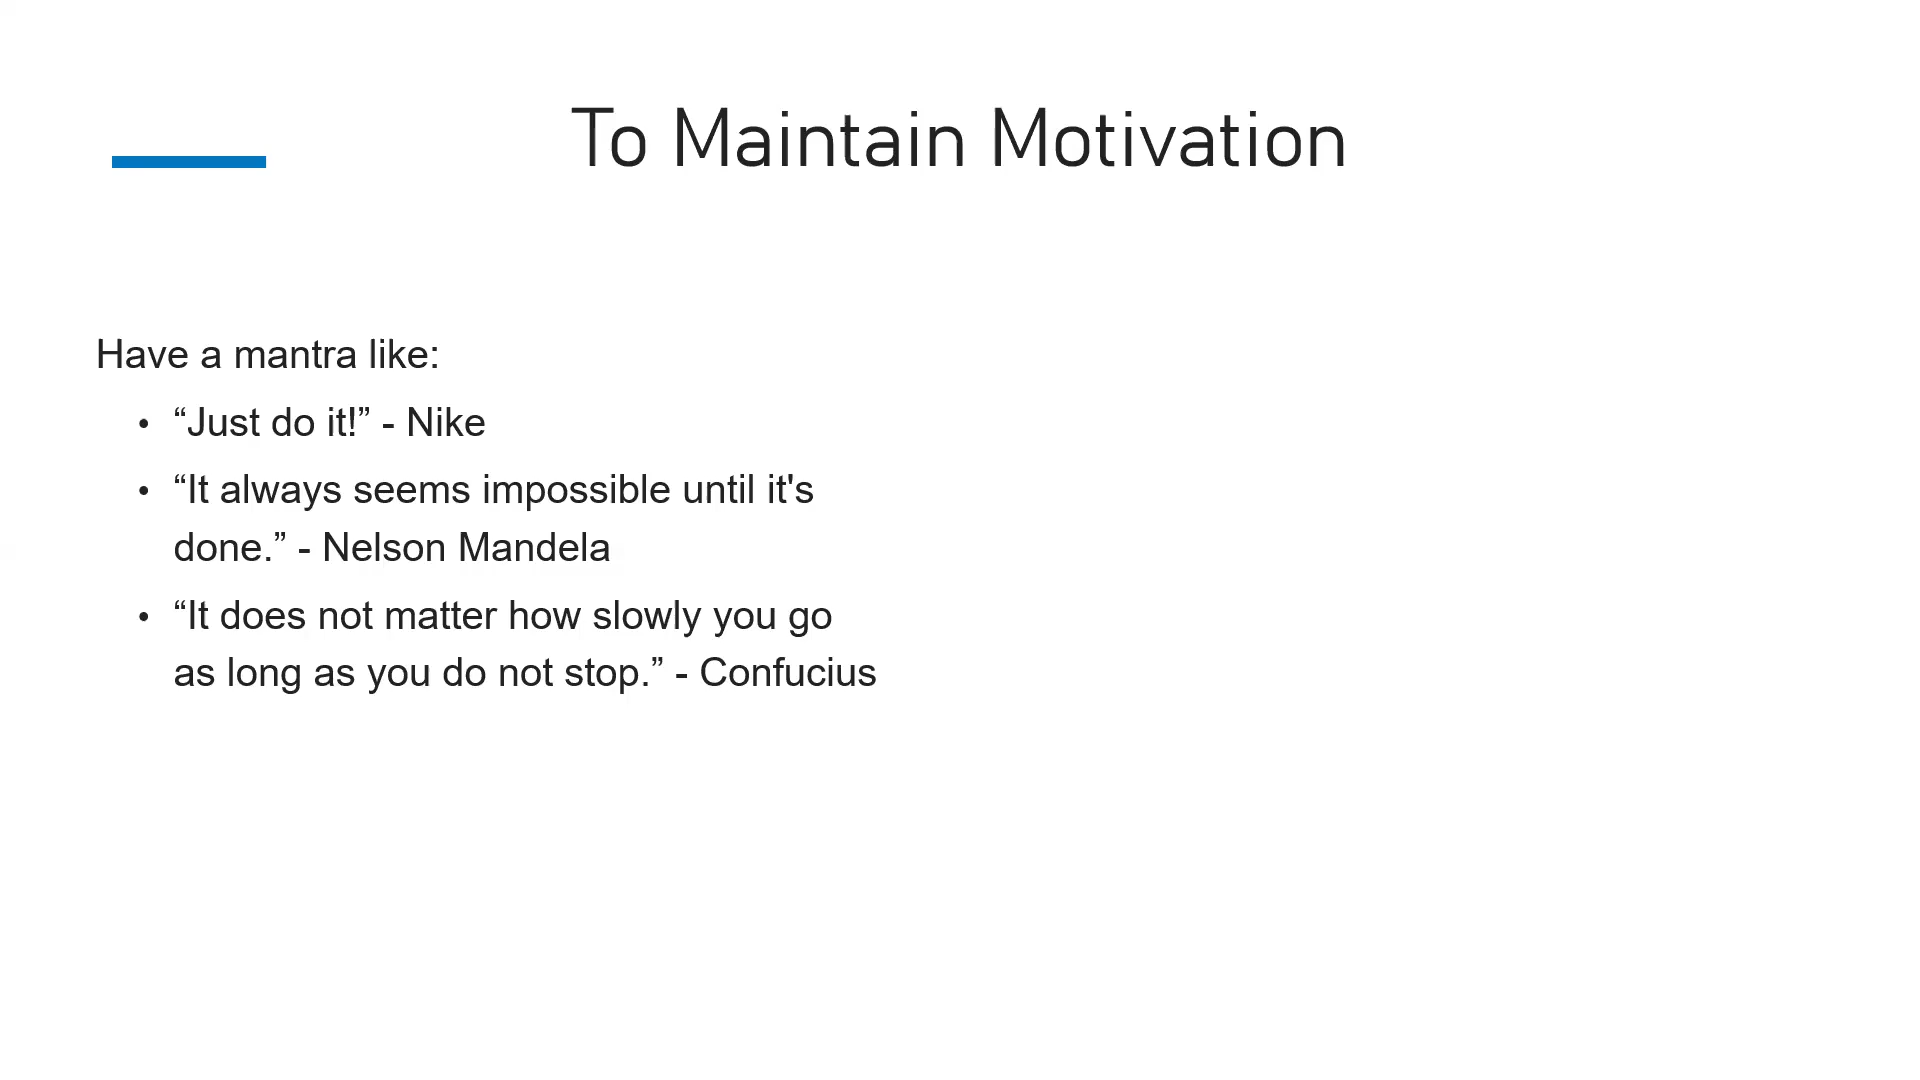 To Maintain Motivation
Have a mantra like:
• “Just do it!” - Nike
• “It always seems impossible until it's
done.” - Nelson Mandela
• “It does not matter how slowly you go
as long as you do not stop.” - Confucius